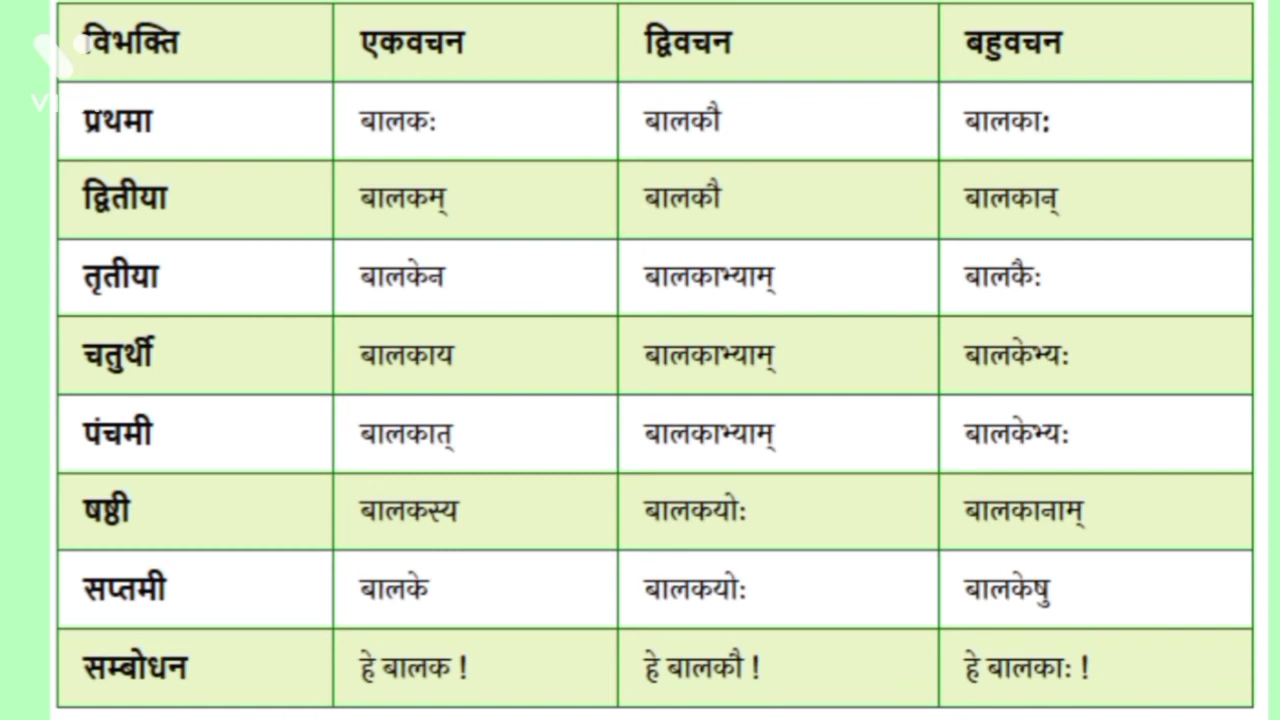 विभक्ति एकवचन द्विवचन बहुवचन
प्रथमा बालकः बालकौ बालका:
द्वितीया बालकम् बालकौ बालकान्
तृतीया बालकेन बालकाभ्याम् बालकैः
चतुर्थी बालकाय बालकाभ्याम् बालकेभ्यः
पंचमी बालकात् बालकाभ्याम् बालकेभ्यः
षष्ठी बालकस्य बालकयोः बालकानाम्
सप्तमी बालके बालकयोः बालकेषु
सम्बोधन हे बालक ! हे बालकौ ! हे बालकाः !